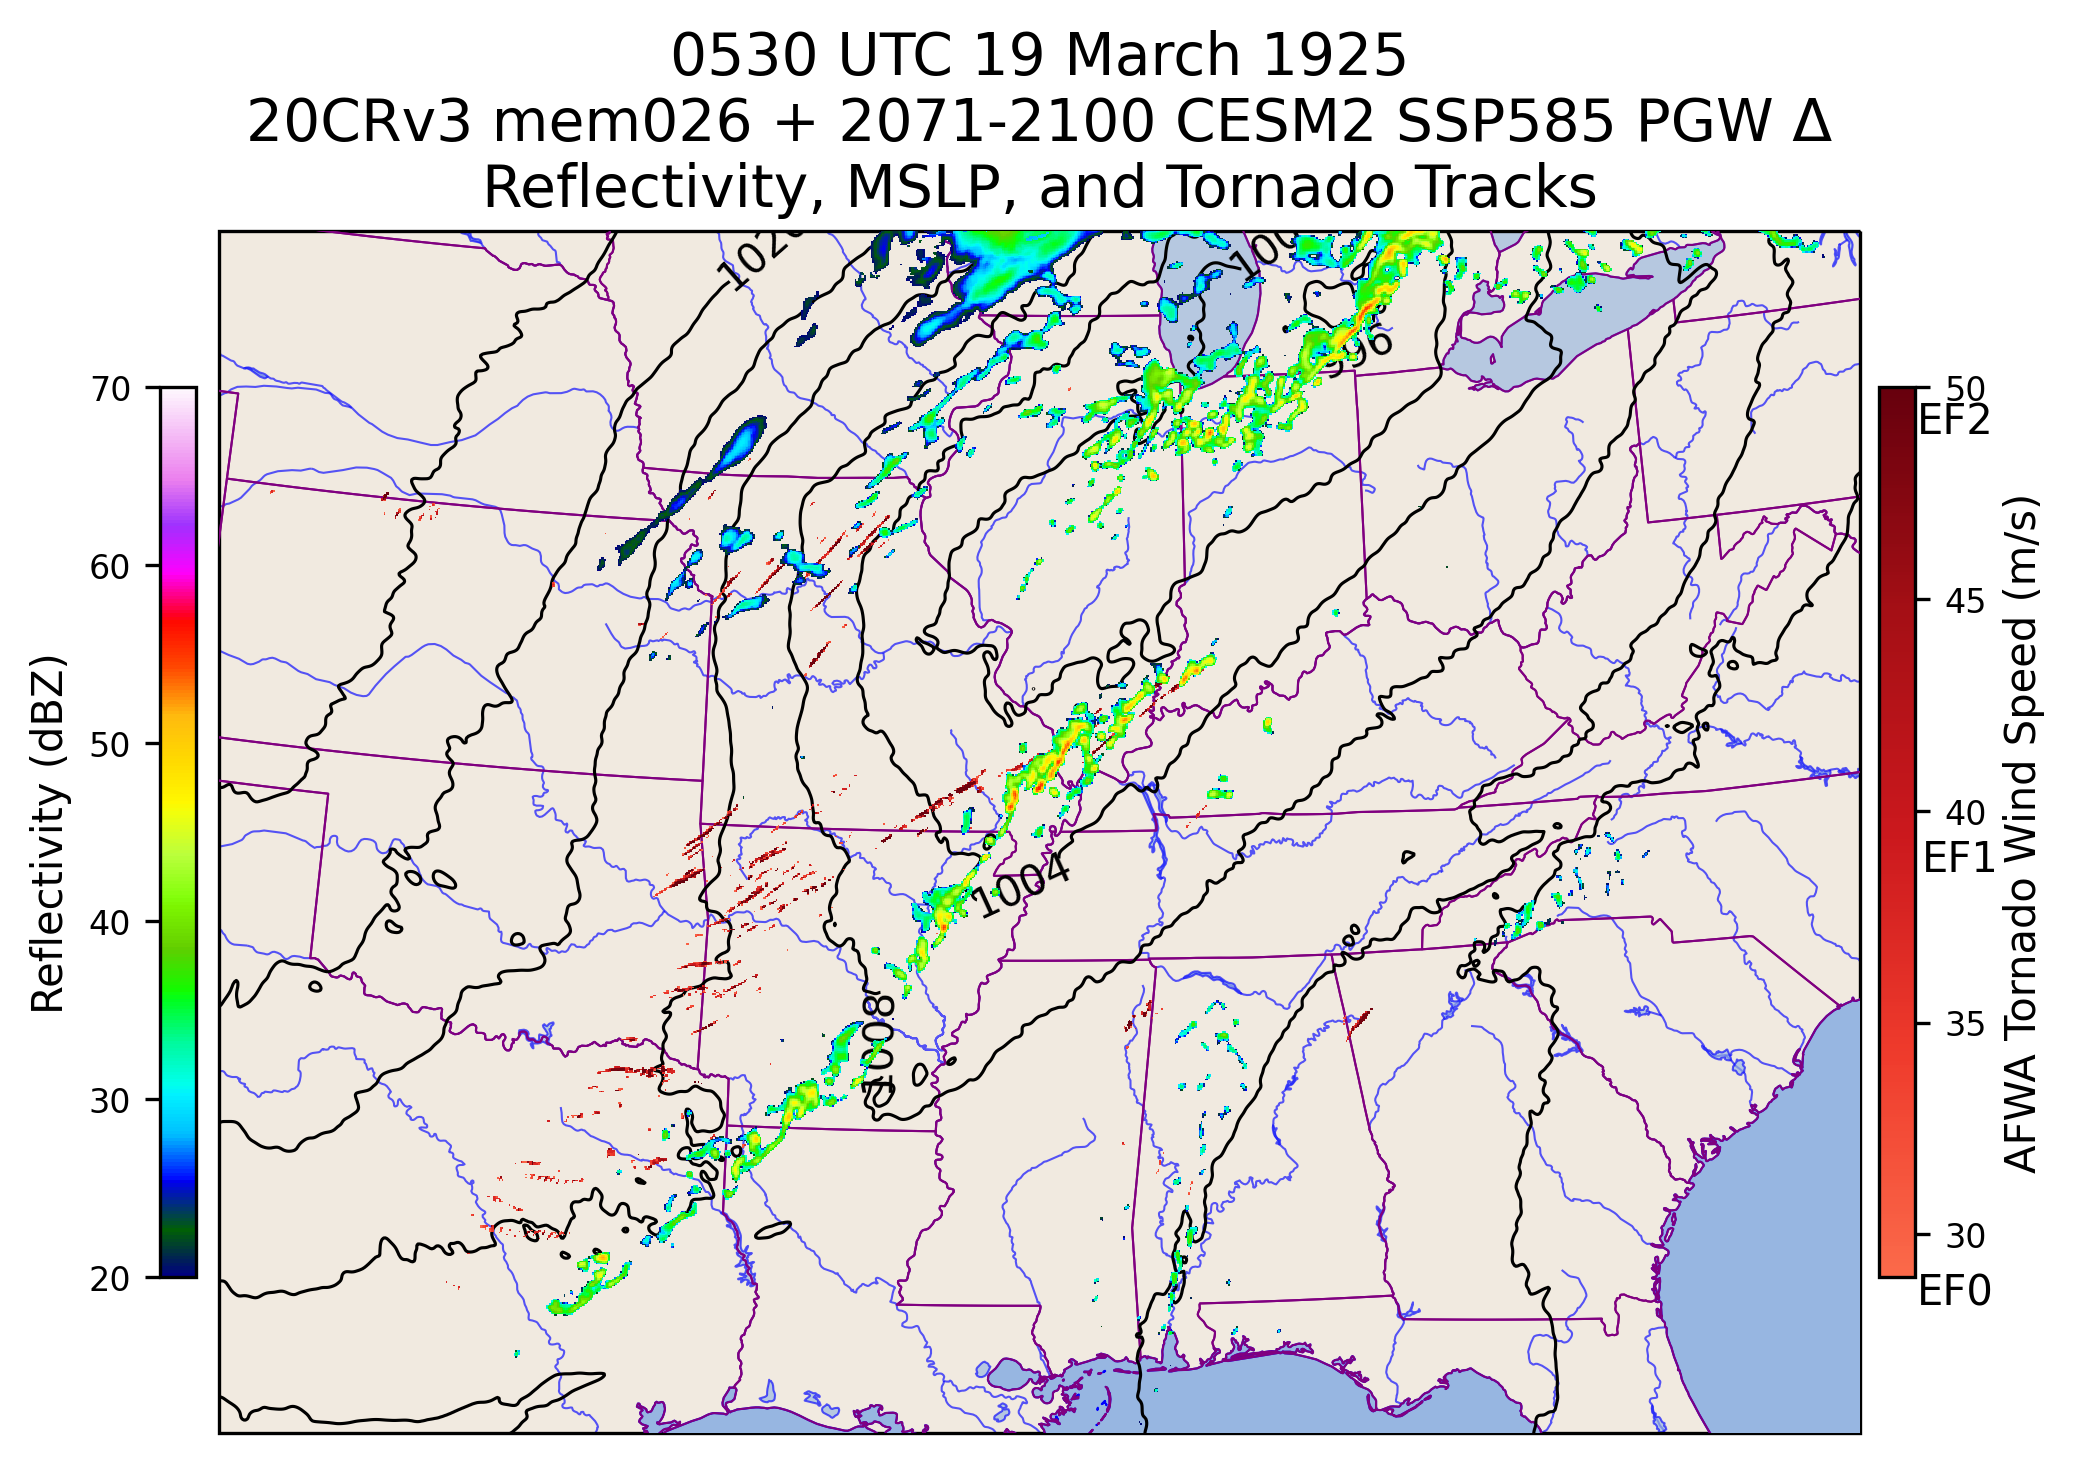 0530 UTC 19 March 1925
20CRv3 mem026 + 2071-2100 CESM2 SSP585 PGW Δ
Reflectivity, MSLP, and Tornado Tracks
996
1004
1008
70
60
50
40
30
20
Reflectivity (dBZ)
50
EF2
45
40
EF1
35
30
EF0
AFWA Tornado Wind Speed (m/s)